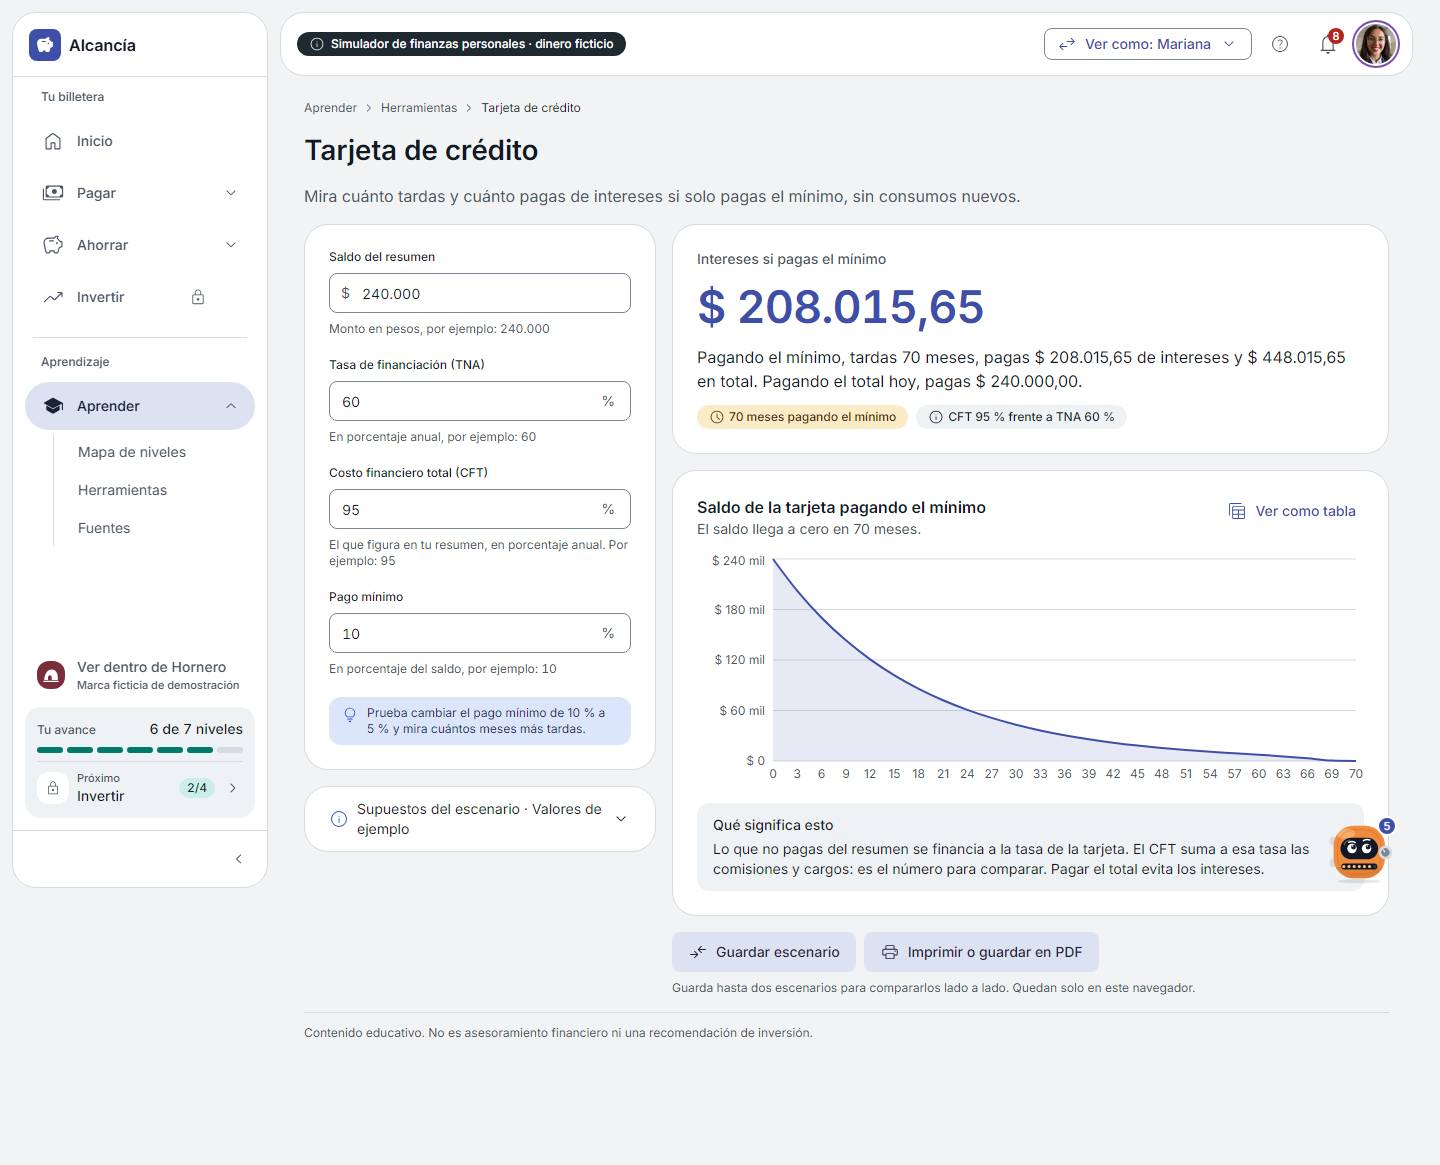 Alcancía
Tu billetera
Inicio
Pagar
Ahorrar
Invertir
Aprendizaje
Aprender
Mapa de niveles
Herramientas
Fuentes
Ver dentro de Hornero
Marca ficticia de demostración
Tu avance 6 de 7 niveles
Próximo
Invertir
2/4
Simulador de finanzas personales · dinero ficticio
Ver como: Mariana
8
Aprender > Herramientas > Tarjeta de crédito
Tarjeta de crédito
Mira cuánto tardas y cuánto pagas de intereses si solo pagas el mínimo, sin consumos nuevos.
Saldo del resumen
$ 240.000
Monto en pesos, por ejemplo: 240.000
Tasa de financiación (TNA)
60 %
En porcentaje anual, por ejemplo: 60
Costo financiero total (CFT)
95 %
El que figura en tu resumen, en porcentaje anual. Por
ejemplo: 95
Pago mínimo
10 %
En porcentaje del saldo, por ejemplo: 10
Prueba cambiar el pago mínimo de 10 % a
5 % y mira cuántos meses más tardas.
Supuestos del escenario · Valores de
ejemplo
Intereses si pagas el mínimo
$ 208.015,65
Pagando el mínimo, tardas 70 meses, pagas $ 208.015,65 de intereses y $ 448.015,65
en total. Pagando el total hoy, pagas $ 240.000,00.
70 meses pagando el mínimo
CFT 95 % frente a TNA 60 %
Saldo de la tarjeta pagando el mínimo
El saldo llega a cero en 70 meses.
Ver como tabla
$ 240 mil
$ 180 mil
$ 120 mil
$ 60 mil
$ 0
0 3 6 9 12 15 18 21 24 27 30 33 36 39 42 45 48 51 54 57 60 63 66 69 70
Qué significa esto
Lo que no pagas del resumen se financia a la tasa de la tarjeta. El CFT suma a esa tasa las
comisiones y cargos: es el número para comparar. Pagar el total evita los intereses.
5
Guardar escenario
Imprimir o guardar en PDF
Guarda hasta dos escenarios para compararlos lado a lado. Quedan solo en este navegador.
Contenido educativo. No es asesoramiento financiero ni una recomendación de inversión.